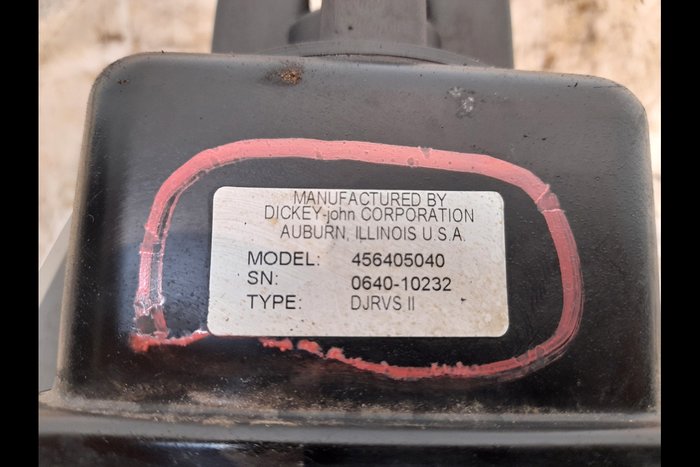 MANUFACTURED BY
DICKEY-john CORPORATION
AUBURN, ILLINOIS U.S.A.
MODEL: 456405040
SN: 0640-10232
TYPE: DJRVS II